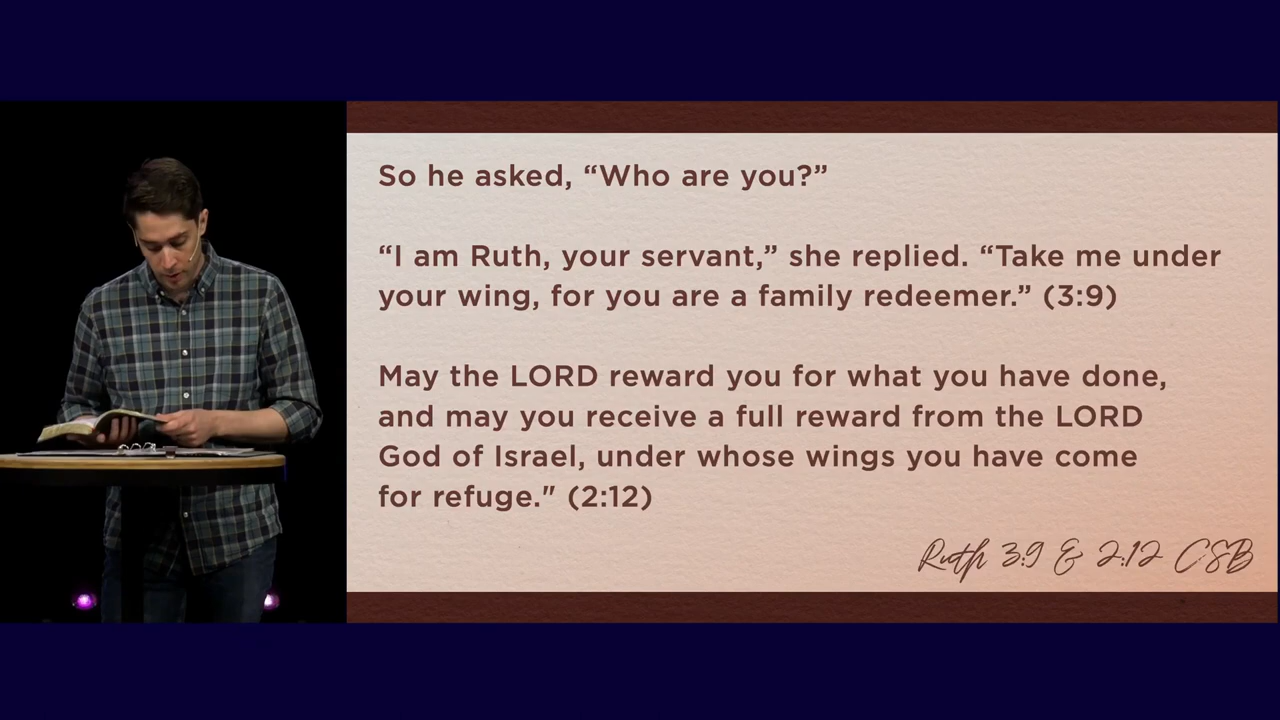 So he asked, “Who are you?”
“I am Ruth, your servant,” she replied. “Take me under
your wing, for you are a family redeemer.” (3:9)
May the LORD reward you for what you have done,
and may you receive a full reward from the LORD
God of Israel, under whose wings you have come
for refuge." (2:12)
Ruth 3:9 & 2:12 CSB